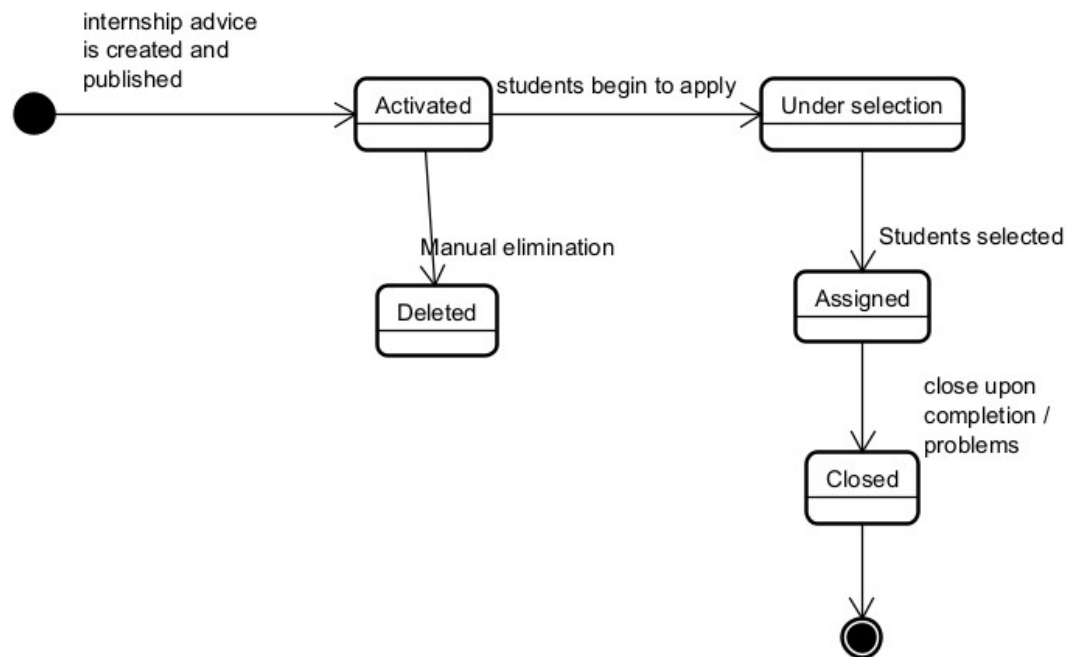 internship advice
is created and
published
Activated
students begin to apply
Under selection
Manual elimination
Students selected
Deleted
Assigned
close upon
completion /
problems
Closed